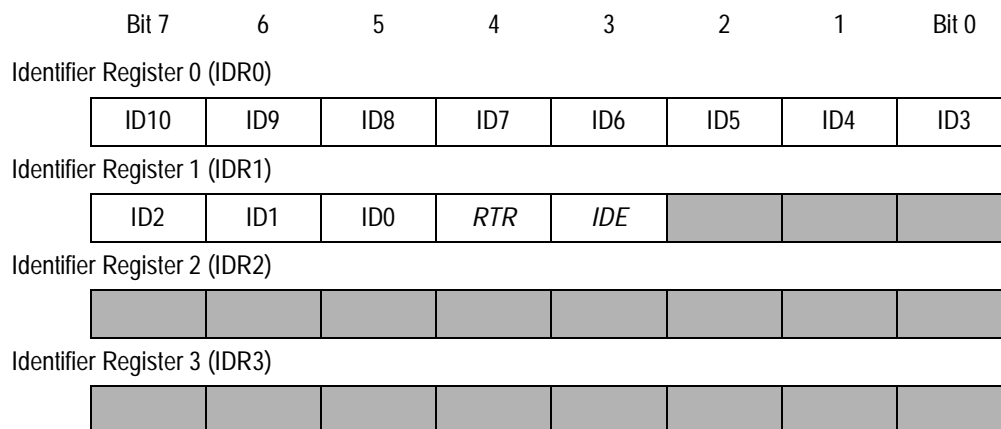 Bit 7 6 5 4 3 2 1 Bit 0
Identifier Register 0 (IDR0)
ID10 ID9 ID8 ID7 ID6 ID5 ID4 ID3
Identifier Register 1 (IDR1)
ID2 ID1 ID0 RTR IDE
Identifier Register 2 (IDR2)
Identifier Register 3 (IDR3)